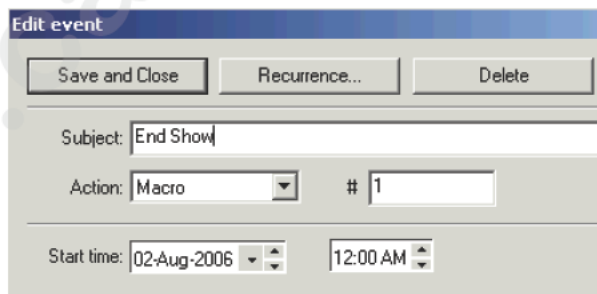 Edit event
Save and Close Recurrence... Delete
Subject: End Show
Action: Macro # 1
Start time: 02-Aug-2006 12:00 AM